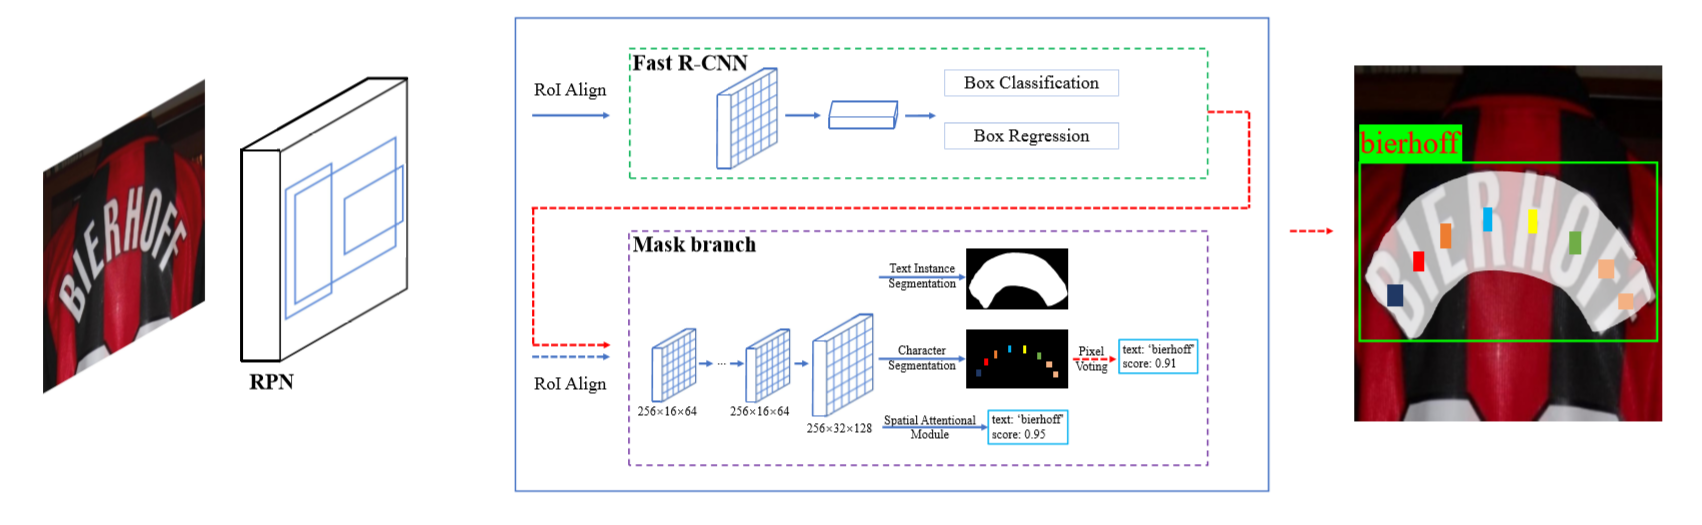 BIERHOFF
RPN
RoI Align
Fast R-CNN
Box Classification
Box Regression
Mask branch
RoI Align
256×16×64
...
256×16×64
256×32×128
Text Instance
Segmentation
Character
Segmentation
Pixel
Voting
text: ‘bierhoff’
score: 0.91
Spatial Attentional
Module
text: ‘bierhoff’
score: 0.95
bierhoff
BIERHOFF